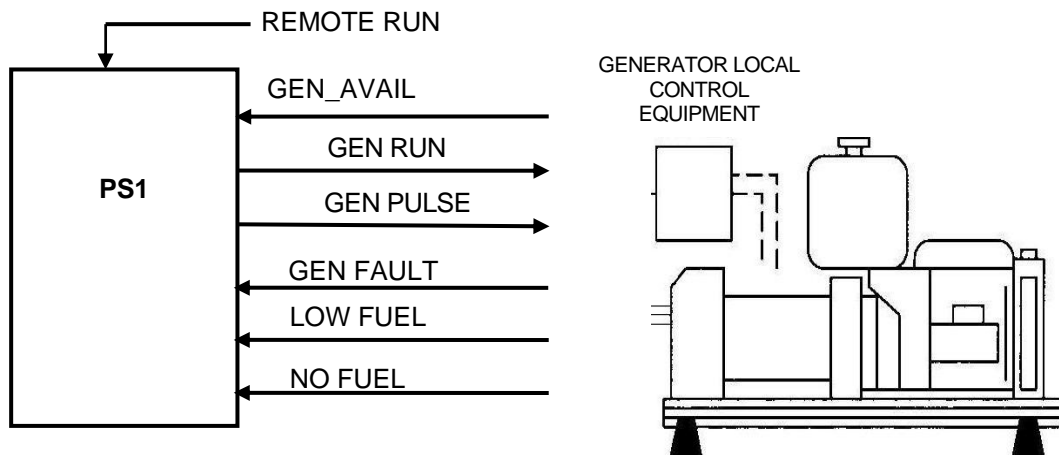 REMOTE RUN
GEN_AVAIL
GEN RUN
PS1
GEN PULSE
GEN FAULT
LOW FUEL
NO FUEL
GENERATOR LOCAL
CONTROL
EQUIPMENT